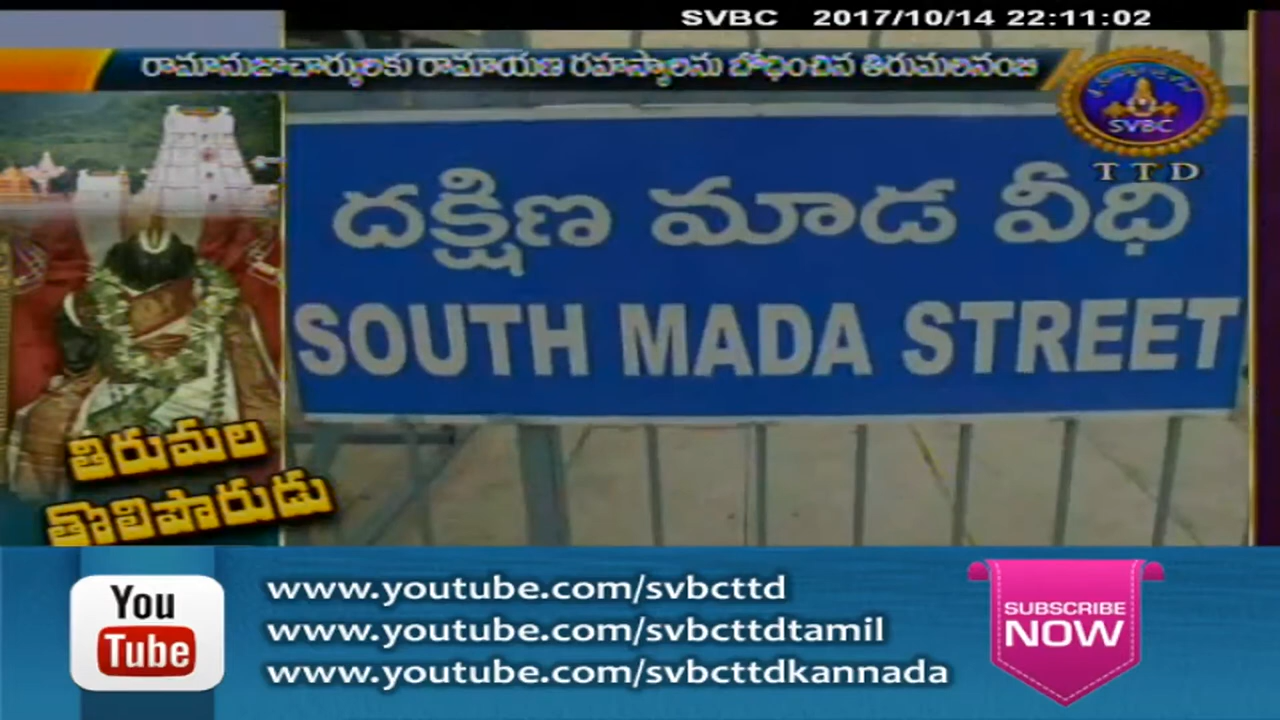 SVBC 2017/10/14 22:11:02
రామానుజాచార్యులకు రామాయణ రహస్యాలను బోధించిన తిరుమలనంబి
SVBC
TTD
దక్షిణ మాడ వీధి
SOUTH MADA STREET
తిరుమల
తొలిపౌరుడు
You
Tube
www.youtube.com/svbcttd
www.youtube.com/svbcttdtamil
www.youtube.com/svbcttdkannada
SUBSCRIBE
NOW